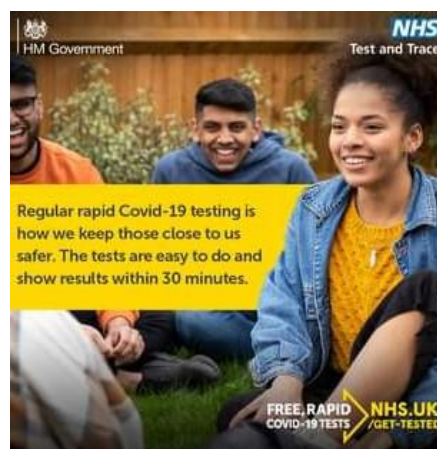 HM Government
NHS
Test and Trace
Regular rapid Covid-19 testing is
how we keep those close to us
safer. The tests are easy to do and
show results within 30 minutes.
FREE, RAPID
COVID-19 TESTS
NHS.UK
/GET-TESTED